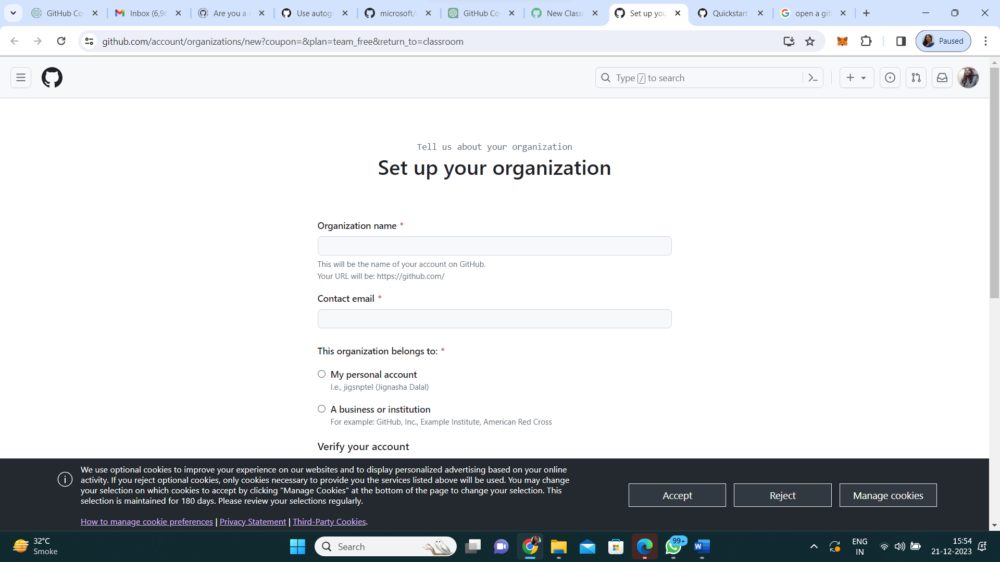 GitHub Co
Inbox (6,96
Are you a s
Use autogr
microsoft/v
GitHub Co
New Classr
Set up you
Quickstart
open a git
github.com/account/organizations/new?coupon=&plan=team_free&return_to=classroom
Paused
Type / to search
Tell us about your organization
Set up your organization
Organization name *
This will be the name of your account on GitHub.
Your URL will be: https://github.com/
Contact email *
This organization belongs to: *
My personal account
I.e., jigsnptel (Jignasha Dalal)
A business or institution
For example: GitHub, Inc., Example Institute, American Red Cross
Verify your account
We use optional cookies to improve your experience on our websites and to display personalized advertising based on your online
activity. If you reject optional cookies, only cookies necessary to provide you the services listed above will be used. You may change
your selection on which cookies to accept by clicking "Manage Cookies" at the bottom of the page to change your selection. This
selection is maintained for 180 days. Please review your selections regularly.
How to manage cookie preferences | Privacy Statement | Third-Party Cookies.
Accept
Reject
Manage cookies
32°C
Smoke
Search
99+
ENG
IN
15:54
21-12-2023